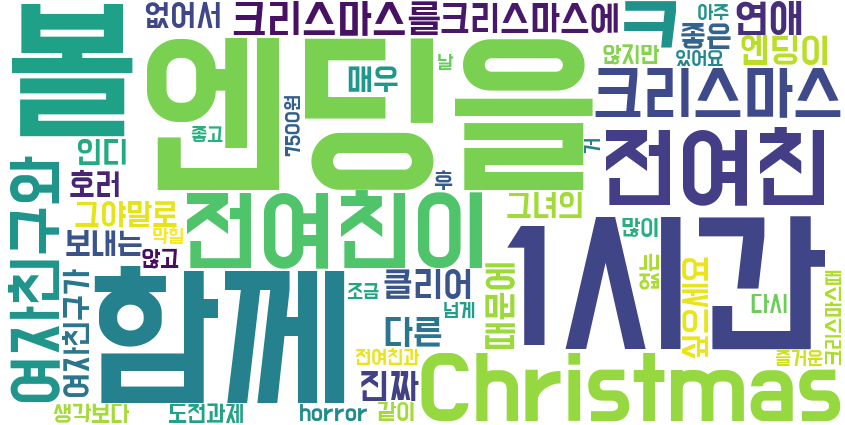 없어서
크리스마스를
크리스마스에
ㅋ
아주
연애
볼
엔딩을
날
매우
않지만
좋은
있어요
엔딩이
7500원
좋고
크리스마스
인디
거
전여친
여자친구와
호러
후
전여친이
그녀의
그야말로
막일
보내는
않고
많이
1시간
여자친구가
함께
조금
클리어
넘게
때문에
없는
싶으세요
다시
크리스마스때
다른
전여친과
진짜
Christmas
즐거운
생각보다
도전과제
horror
같이